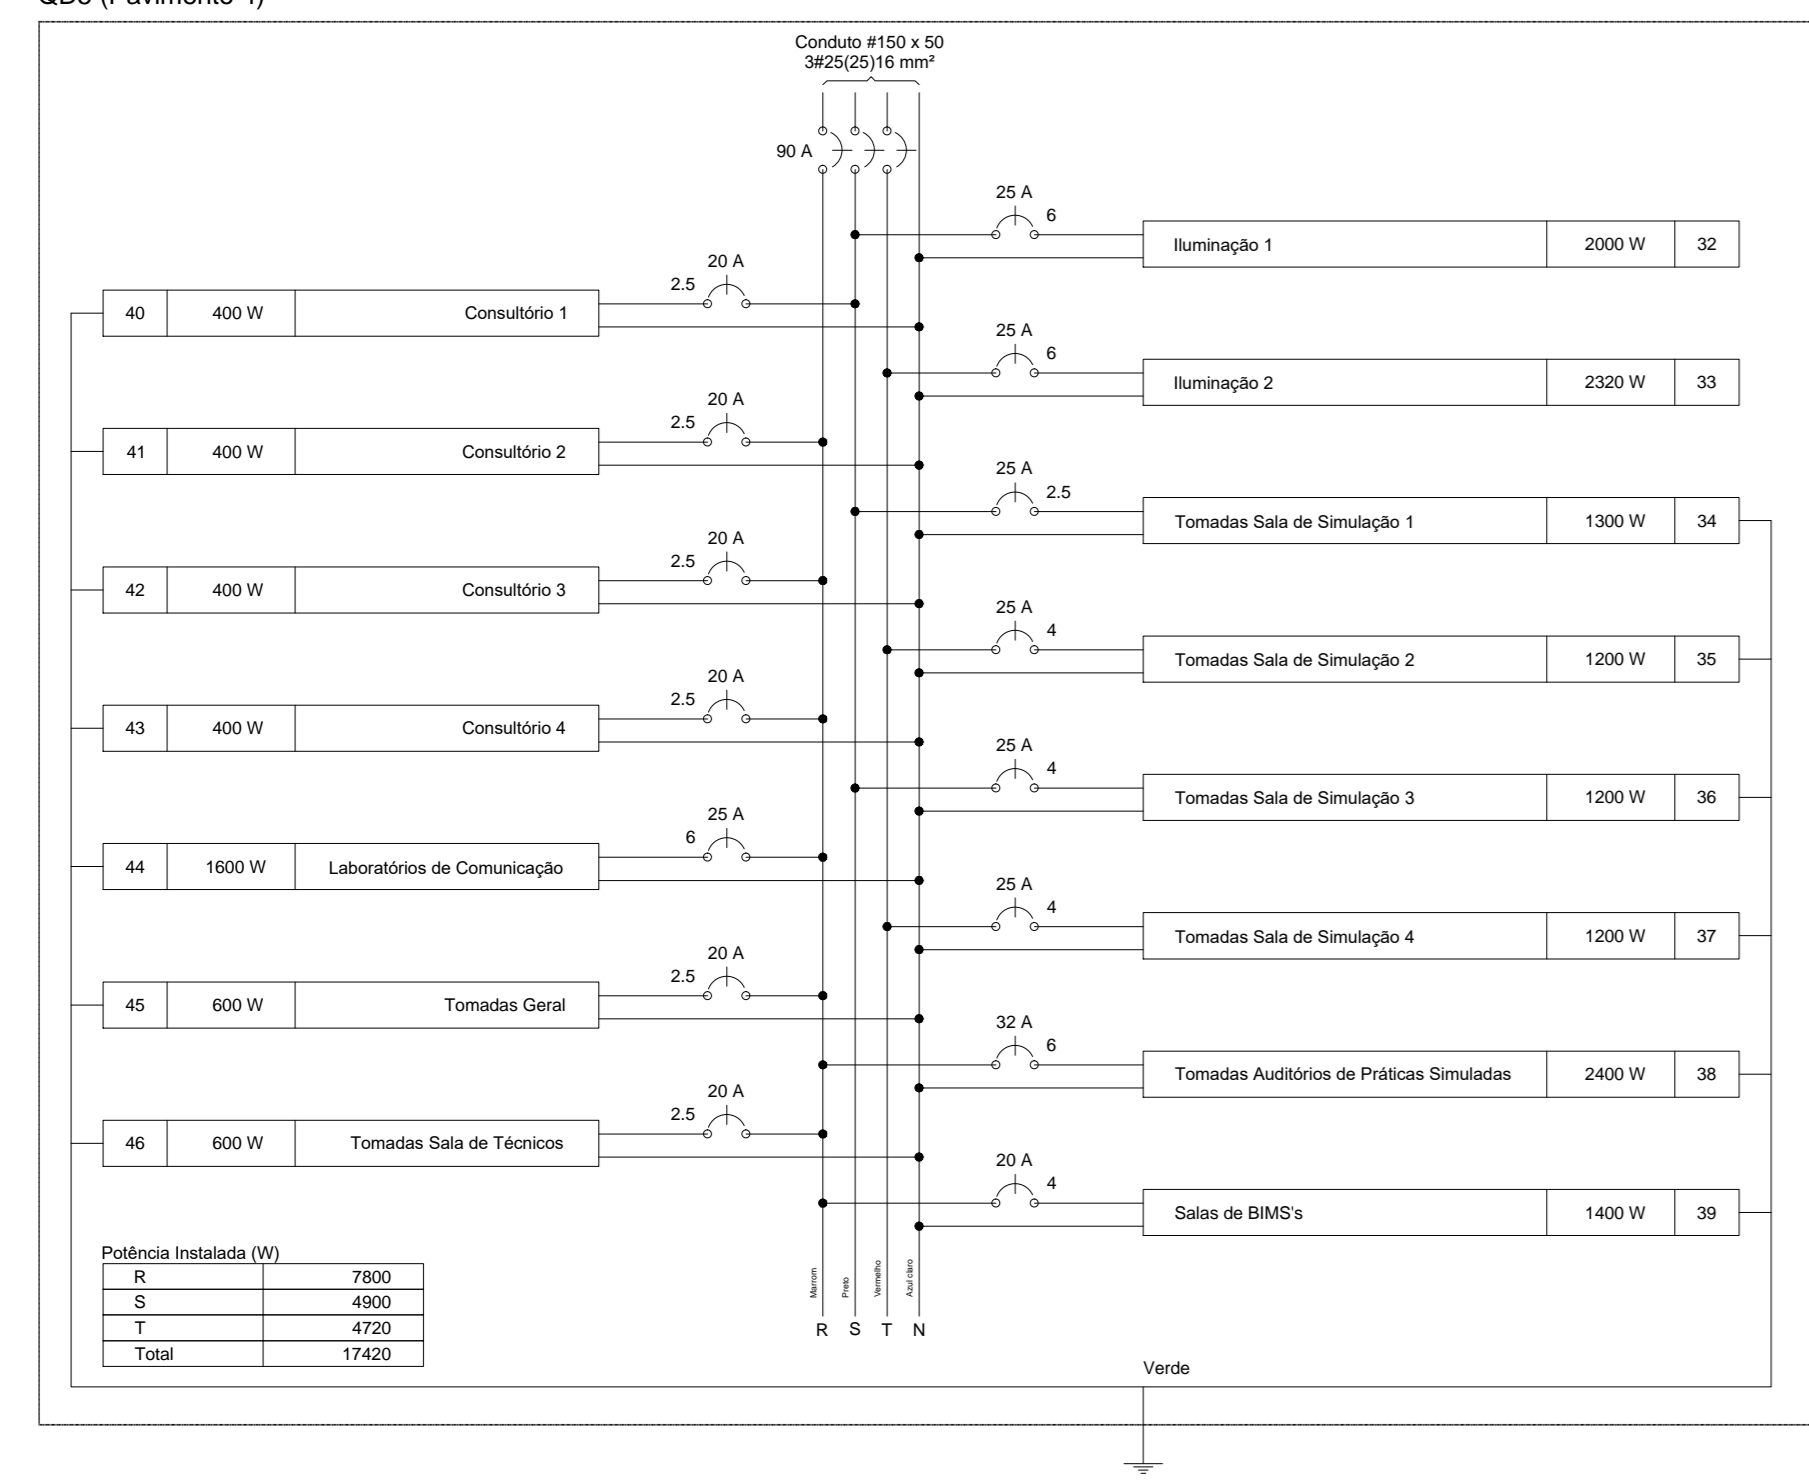 Conduto #150 x 50
3#25(25)16 mm²
90 A
25 A
6
Iluminação 1 2000 W 32
20 A
2.5
40 400 W Consultório 1
25 A
6
Iluminação 2 2320 W 33
20 A
2.5
41 400 W Consultório 2
25 A
2.5
Tomadas Sala de Simulação 1 1300 W 34
20 A
2.5
42 400 W Consultório 3
25 A
4
Tomadas Sala de Simulação 2 1200 W 35
20 A
2.5
43 400 W Consultório 4
25 A
4
Tomadas Sala de Simulação 3 1200 W 36
25 A
6
44 1600 W Laboratórios de Comunicação
25 A
4
Tomadas Sala de Simulação 4 1200 W 37
20 A
2.5
45 600 W Tomadas Geral
32 A
6
Tomadas Auditórios de Práticas Simuladas 2400 W 38
20 A
2.5
46 600 W Tomadas Sala de Técnicos
20 A
4
Salas de BIMS's 1400 W 39
Potência Instalada (W)
R 7800
S 4900
T 4720
Total 17420
Marrom
Preto
Vermelho
Azul claro
R S T N
Verde